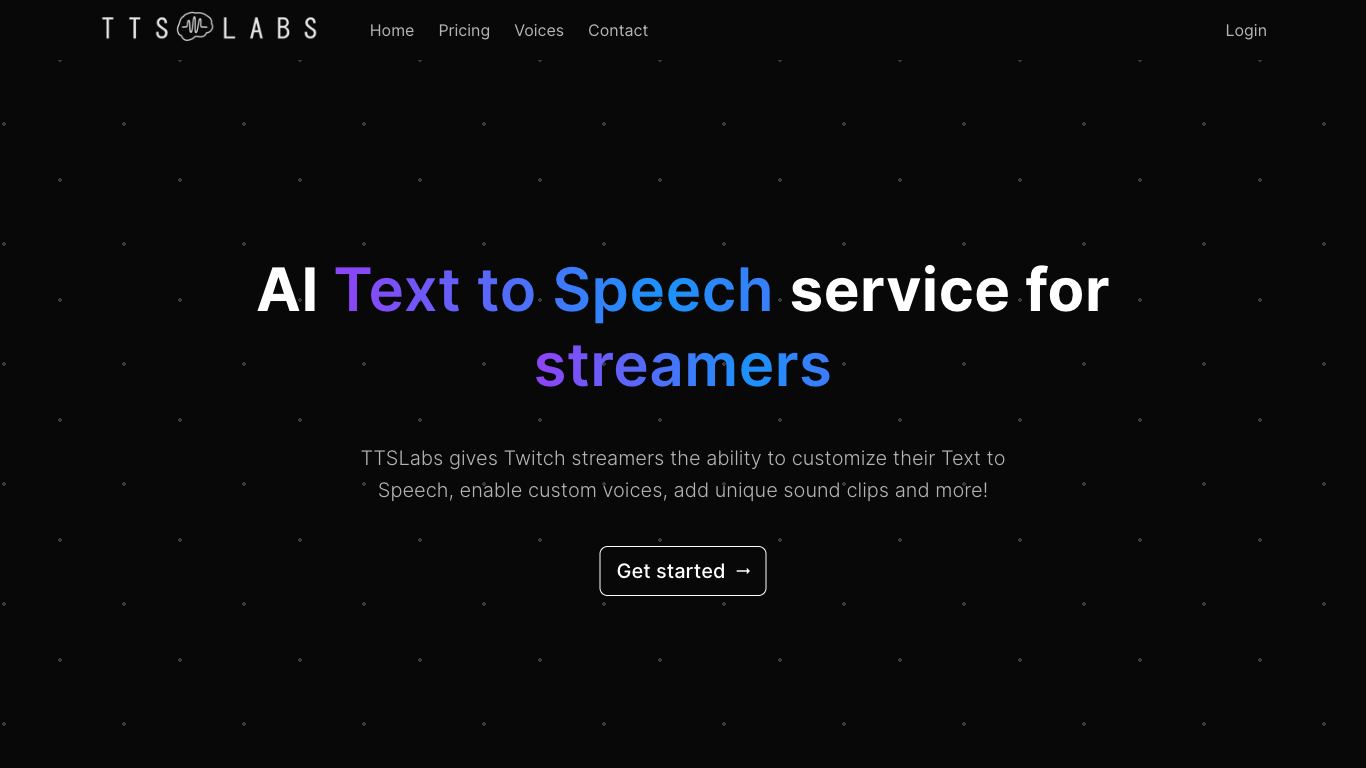 TTS LABS
Home
Pricing
Voices
Contact
Login
AI Text to Speech service for
streamers
TTSLabs gives Twitch streamers the ability to customize their Text to
Speech, enable custom voices, add unique sound clips and more!
Get started →